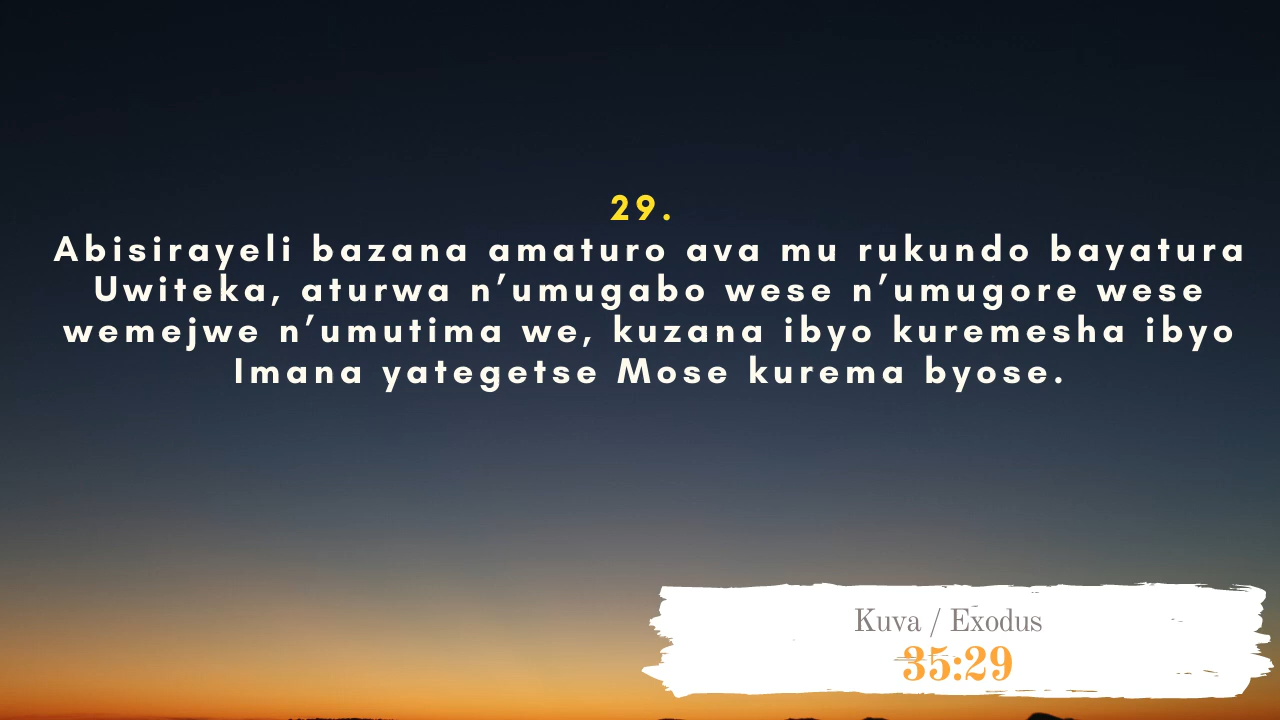 29.
Abisirayeli bazana amaturo ava mu rukundo bayatura
Uwiteka, aturwa n’umugabo wese n’umugore wese
wemejwe n’umutima we, kuzana ibyo kuremesha ibyo
Imana yategetse Mose kurema byose.
Kuva / Exodus
35:29